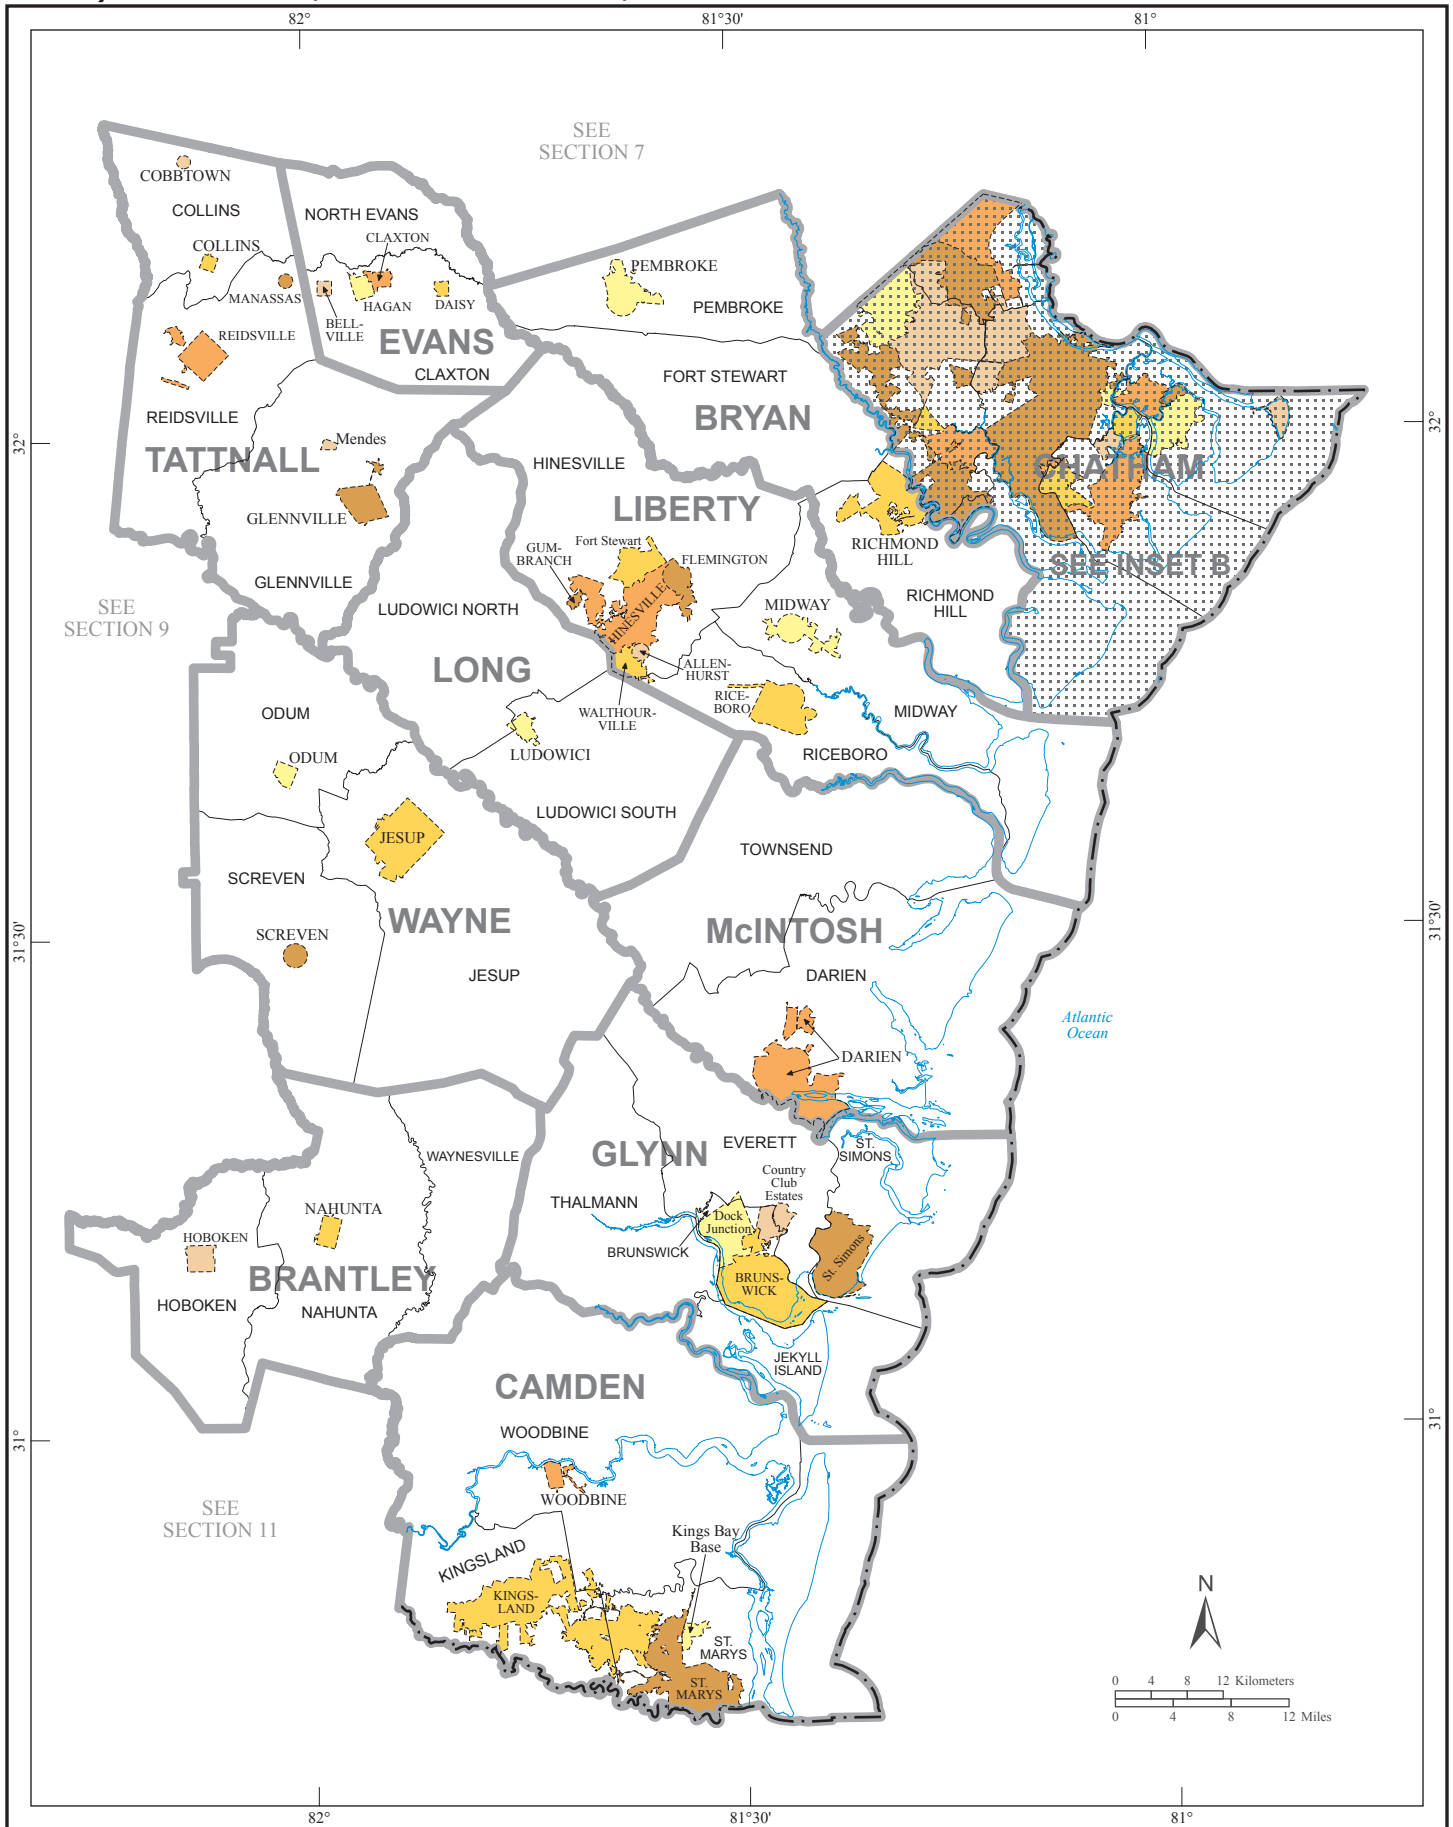 82°
81°30'
81°
SEE
SECTION 7
COBBTOWN
COLLINS
NORTH EVANS
CLAXTON
COLLINS
PEMBROKE
MANASSAS
HAGAN
DAISY
BELL-
VILLE
PEMBROKE
REIDSVILLE
EVANS
CLAXTON
FORT STEWART
BRYAN
REIDSVILLE
32°
32°
Mendes
TATTNALL
HINESVILLE
CHATHAM
LIBERTY
GLENNVILLE
Fort Stewart
GUM-
BRANCH
FLEMINGTON
RICHMOND
HILL
SEE INSET B
GLENNVILLE
HINESVILLE
RICHMOND
HILL
SEE
SECTION 9
LUDOWICI NORTH
MIDWAY
LONG
ALLEN-
HURST
RICE-
BORO
WALTHOUR-
VILLE
MIDWAY
ODUM
LUDOWICI
RICEBORO
ODUM
LUDOWICI SOUTH
JESUP
TOWNSEND
SCREVEN
WAYNE
McINTOSH
31°30'
31°30'
SCREVEN
JESUP
DARIEN
Atlantic
Ocean
DARIEN
EVERETT
ST.
SIMONS
GLYNN
WAYNESVILLE
Country
Club
Estates
THALMANN
NAHUNTA
Dock
Junction
HOBOKEN
BRUNSWICK
St. Simons
BRANTLEY
BRUNS-
WICK
HOBOKEN
NAHUNTA
JEKYLL
ISLAND
CAMDEN
31°
31°
WOODBINE
WOODBINE
SEE
SECTION 11
Kings Bay
Base
KINGSLAND
KINGS-
LAND
N
ST.
MARYS
ST.
MARYS
0 4 8 12 Kilometers
0 4 8 12 Miles
82°
81°30'
81°